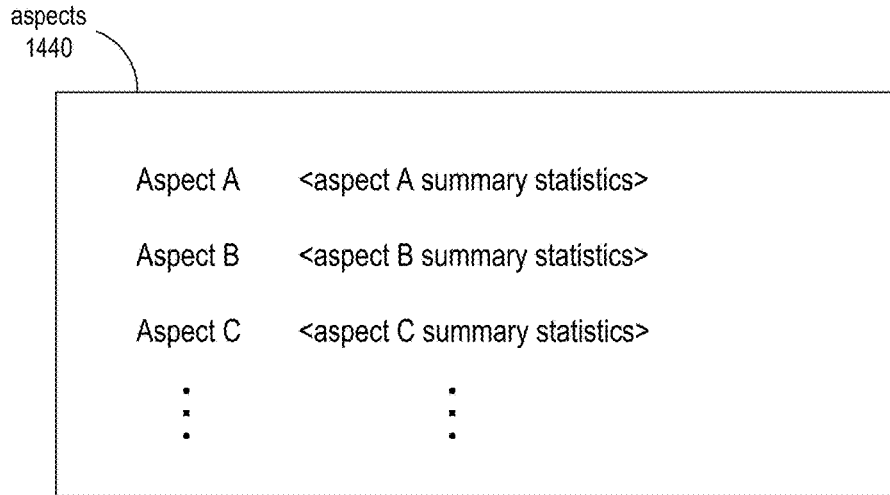 aspects
1440
Aspect A <aspect A summary statistics>
Aspect B <aspect B summary statistics>
Aspect C <aspect C summary statistics>